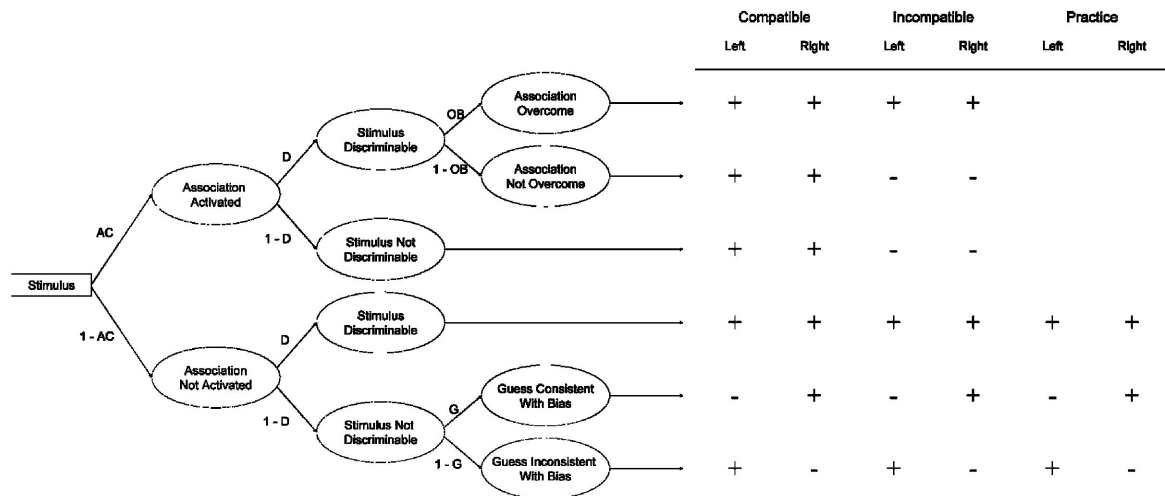 Compatible Incompatible Practice
Left Right Left Right Left Right
OB Association
Overcome + + + +
D Stimulus
Discriminable
1 - OB Association
Not Overcome + + - -
Association
Activated
AC
1 - D Stimulus Not
Discriminable + + - -
Stimulus
1 - AC
D Stimulus
Discriminable + + + + + +
Association
Not Activated
G Guess Consistent
With Bias - + - + - +
1 - D Stimulus Not
Discriminable
1 - G Guess Inconsistent
With Bias + - + - + -